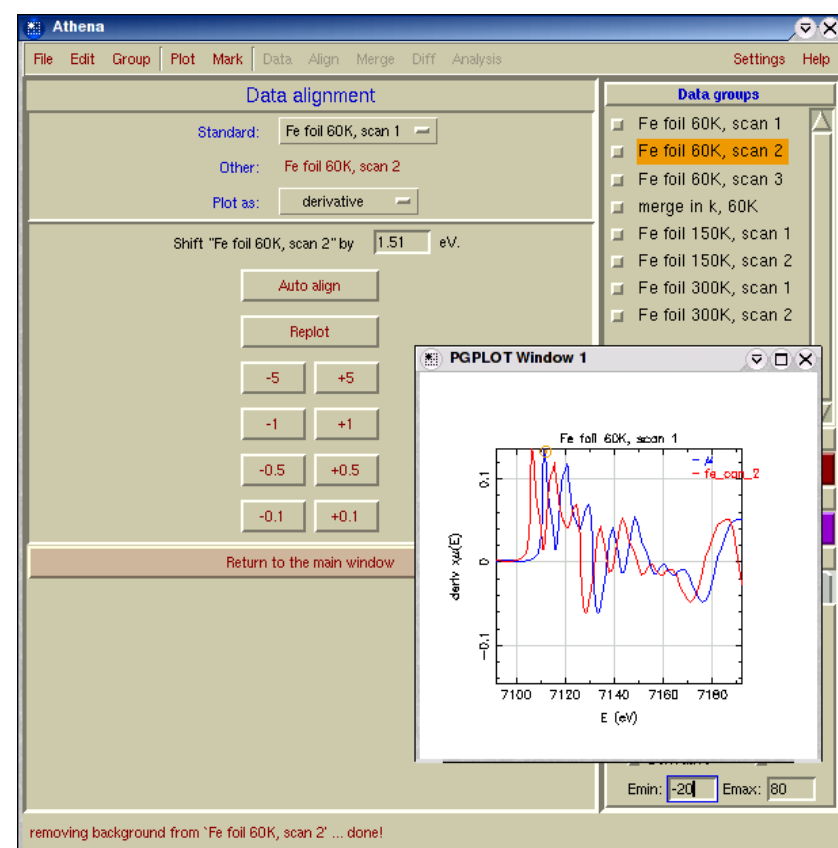 Athena
File Edit Group Plot Mark Data Align Merge Diff Analysis Settings Help
Data alignment
Standard: Fe foil 60K, scan 1
Other: Fe foil 60K, scan 2
Plot as: derivative
Shift "Fe foil 60K, scan 2" by 1.51 eV.
Auto align
Replot
-5 +5
-1 +1
-0.5 +0.5
-0.1 +0.1
Return to the main window
Data groups
Fe foil 60K, scan 1
Fe foil 60K, scan 2
Fe foil 60K, scan 3
merge in k, 60K
Fe foil 150K, scan 1
Fe foil 150K, scan 2
Fe foil 300K, scan 1
Fe foil 300K, scan 2
PGPLOT Window 1
Fe foil 60K, scan 1
μ
deriv xμ(E)
0.1
0
−0.1
7100 7120 7140 7160 7180
E (eV)
Emin: -20 Emax: 80
removing background from `Fe foil 60K, scan 2' ... done!